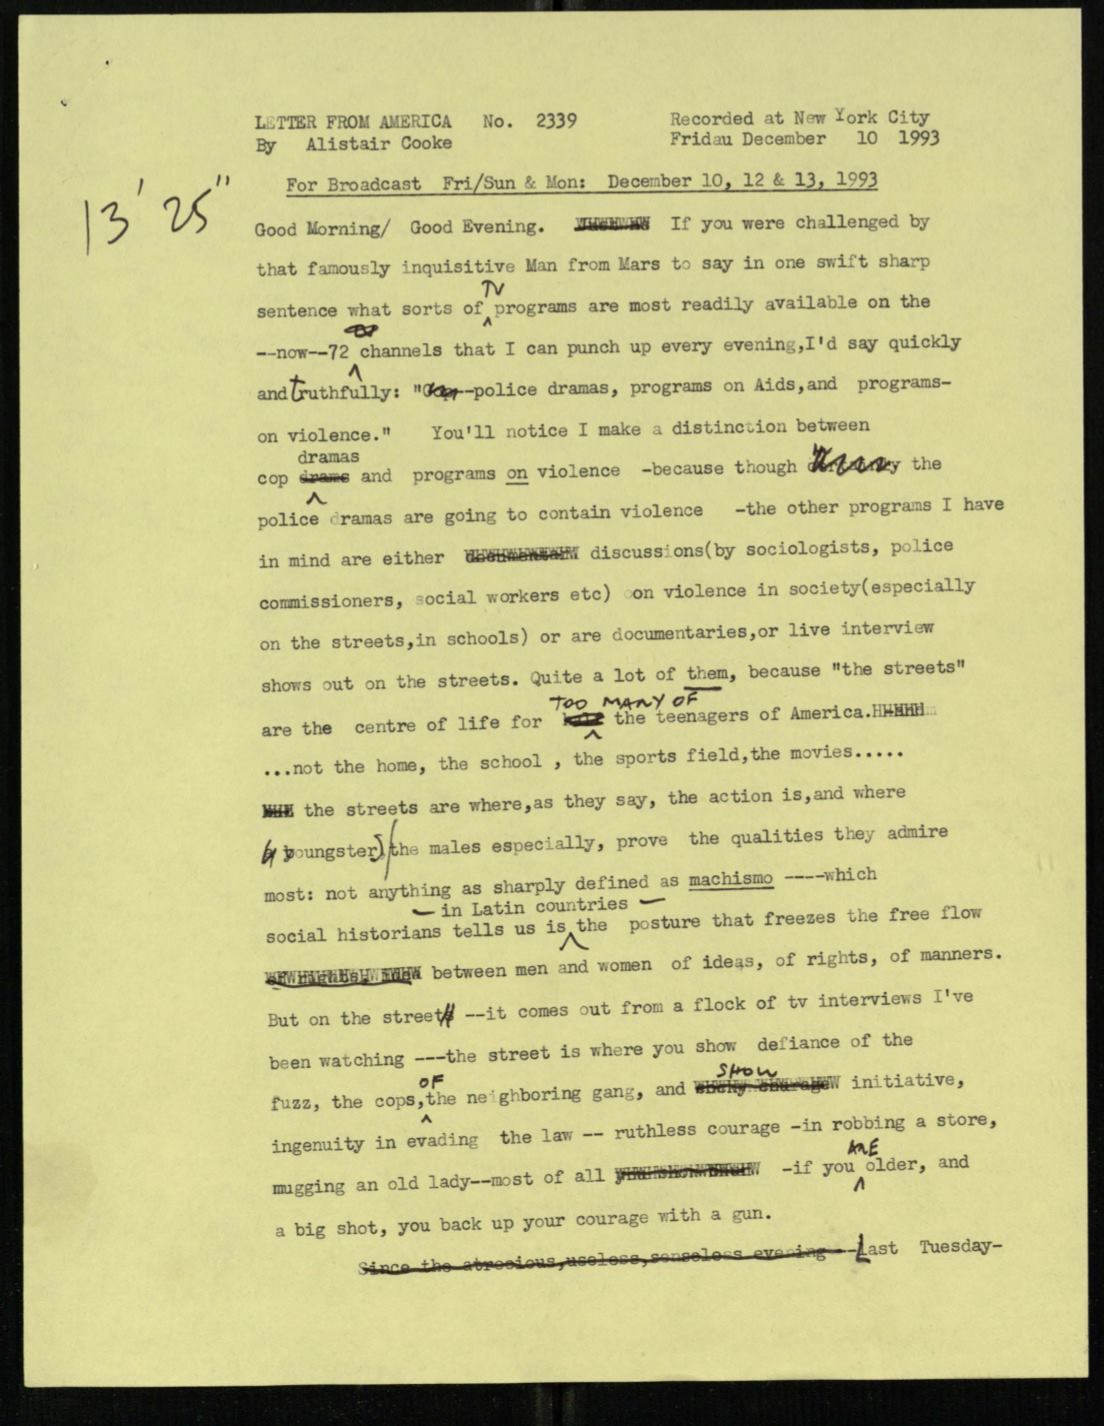 LETTER FROM AMERICA No. 2339 Recorded at New York City
By Alistair Cooke Fridau December 10 1993
For Broadcast Fri/Sun & Mon: December 10, 12 & 13, 1993
13' 25"
Good Morning/ Good Evening. If you were challenged by
that famously inquisitive Man from Mars to say in one swift sharp
TV
sentence what sorts of programs are most readily available on the
--now--72 channels that I can punch up every evening,I'd say quickly
and truthfully: " --police dramas, programs on Aids,and programs-
on violence." You'll notice I make a distinction between
dramas
cop drams and programs on violence -because though the
police dramas are going to contain violence -the other programs I have
in mind are either discussions(by sociologists, police
commissioners, social workers etc) on violence in society(especially
on the streets,in schools) or are documentaries,or live interview
shows out on the streets. Quite a lot of them, because "the streets"
TOO MANY OF
are the centre of life for the teenagers of America.
...not the home, the school , the sports field,the movies.....
the streets are where,as they say, the action is,and where
youngster the males especially, prove the qualities they admire
most: not anything as sharply defined as machismo ----which
- in Latin countries -
social historians tells us is the posture that freezes the free flow
between men and women of ideas, of rights, of manners.
But on the street --it comes out from a flock of tv interviews I've
been watching ---the street is where you show defiance of the
OF SHOW
fuzz, the cops,the neighboring gang, and initiative,
ingenuity in evading the law -- ruthless courage -in robbing a store,
ARE
mugging an old lady--most of all -if you older, and
a big shot, you back up your courage with a gun.
Since the atrocious,useless,senseless evening --Last Tuesday-